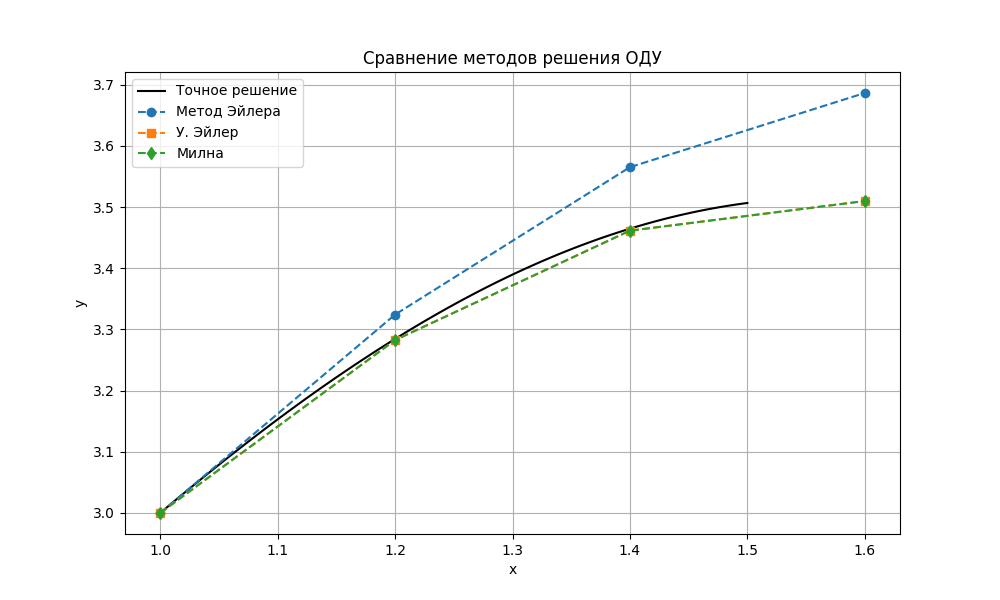 Сравнение методов решения ОДУ
Точное решение
Метод Эйлера
У. Эйлер
Милна
3.7
3.6
3.5
3.4
3.3
3.2
3.1
3.0
y
1.0 1.1 1.2 1.3 1.4 1.5 1.6
x